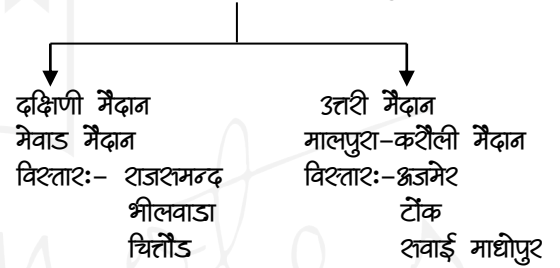 दक्षिणी मैदान
मेवाड मैदान
विस्तार:- राजसमन्द
भीलवाडा
चित्तौड
उत्तरी मैदान
मालपुरा-करौली मैदान
विस्तार:-अजमेर
टोंक
सवाई माधोपुर